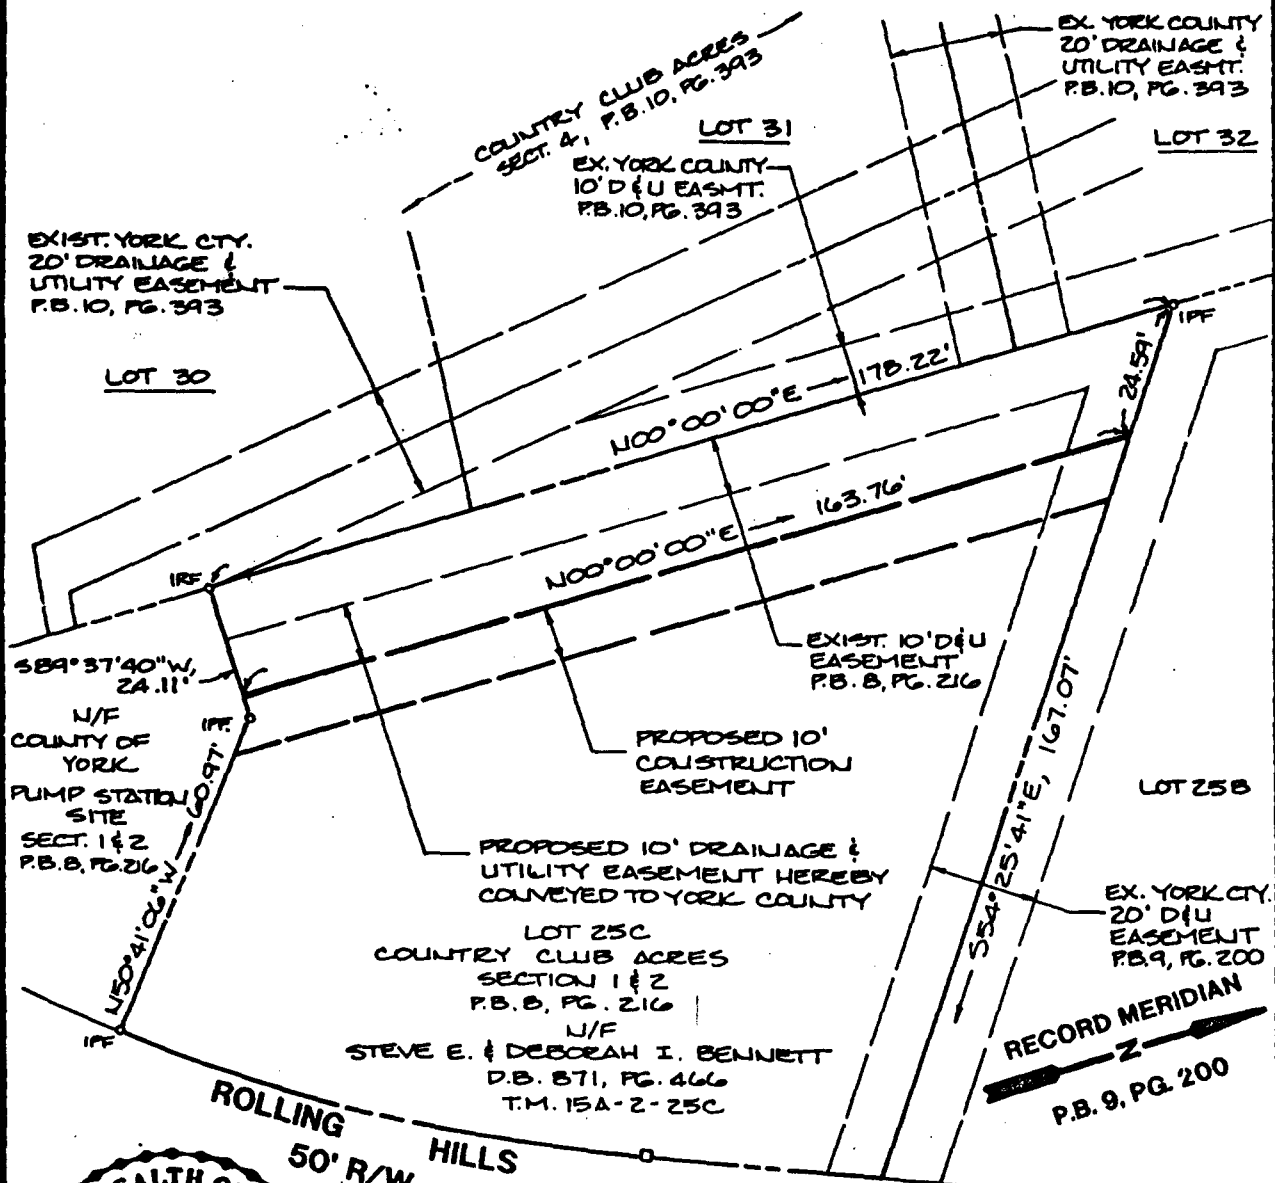 COUNTRY CLUB ACRES
SECT. 4, P.B. 10, PG. 393
EX. YORK COUNTY
20' DRAINAGE &
UTILITY EASMT.
P.B. 10, PG. 393
LOT 31
LOT 32
EX. YORK COUNTY
10' D & U EASMT.
P.B. 10, PG. 393
EXIST. YORK CTY.
20' DRAINAGE &
UTILITY EASEMENT
P.B. 10, PG. 393
LOT 30
IPF
24.59'
N00°00'00"E 178.22'
N00°00'00"E 163.76'
IRF
S89°37'40"W,
24.11'
EXIST. 10' D & U
EASEMENT
P.B. 8, PG. 216
N/F
COUNTY OF
YORK
PUMP STATION
SITE
SECT. 1 & 2
P.B. 8, PG. 216
IPF
N50°41'06"W 60.97'
PROPOSED 10'
CONSTRUCTION
EASEMENT
S54°25'41"E, 167.07'
LOT 25B
PROPOSED 10' DRAINAGE &
UTILITY EASEMENT HEREBY
CONVEYED TO YORK COUNTY
EX. YORK CTY.
20' D & U
EASEMENT
P.B. 9, PG. 200
LOT 25C
COUNTRY CLUB ACRES
SECTION 1 & 2
P.B. 8, PG. 216
N/F
STEVE E. & DEBORAH I. BENNETT
D.B. 871, PG. 466
T.M. 15A-2-25C
IPF
RECORD MERIDIAN
N
P.B. 9, PG. 200
ROLLING HILLS
50' R/W